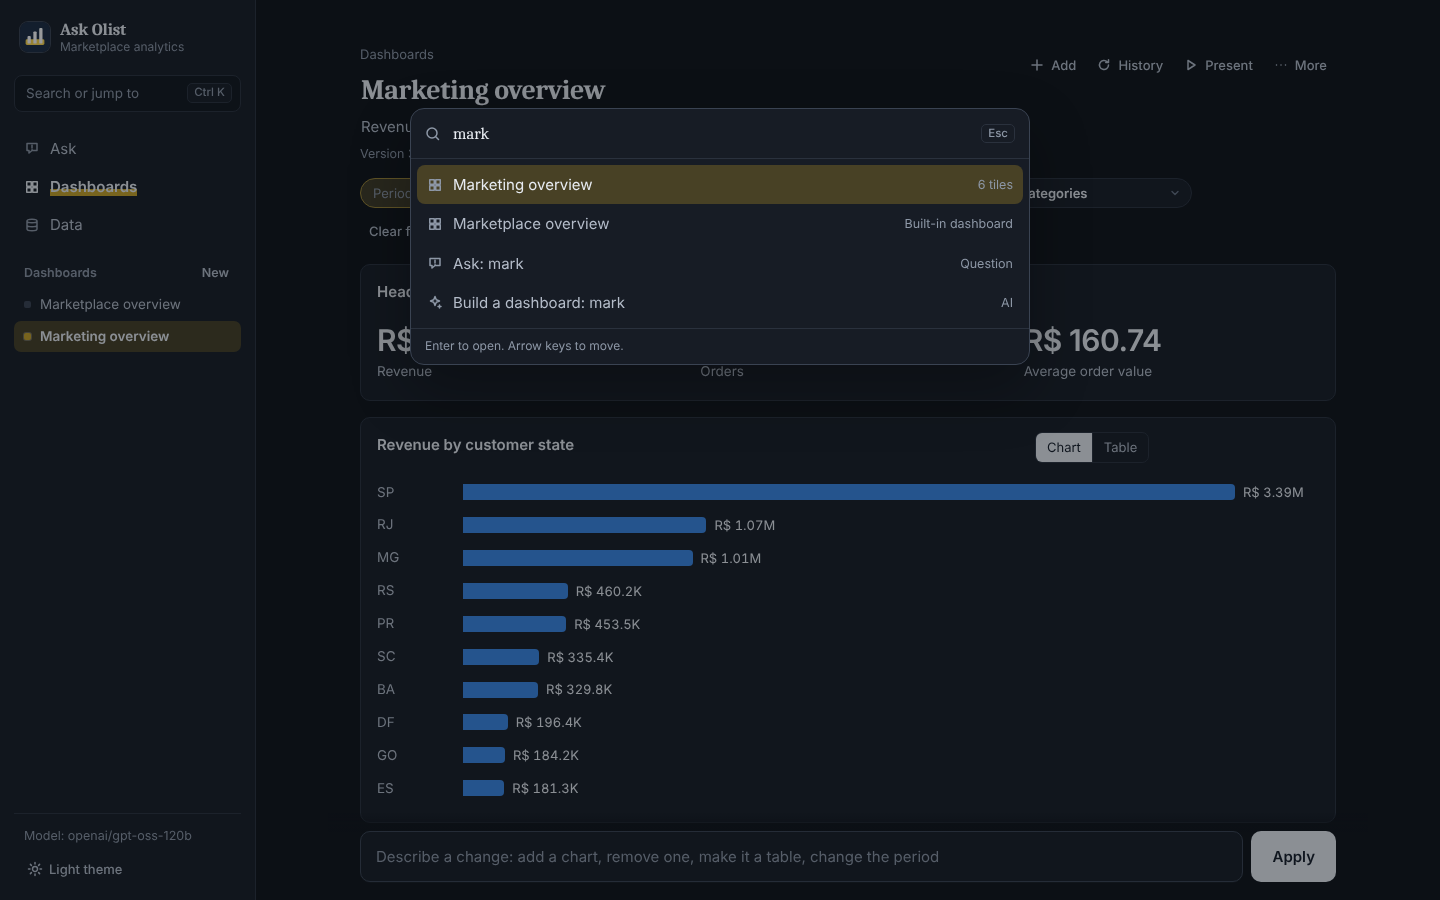 Ask Olist
Marketplace analytics
Search or jump to
Ctrl K
Ask
Dashboards
Data
Dashboards
New
Marketplace overview
Marketing overview
Model: openai/gpt-oss-120b
Light theme
Dashboards
Marketing overview
Add
History
Present
More
Version
Clear
mark
Esc
Marketing overview
6 tiles
Marketplace overview
Built-in dashboard
Ask: mark
Question
Build a dashboard: mark
AI
Enter to open. Arrow keys to move.
R$ 160.74
Revenue
Orders
Average order value
Revenue by customer state
Chart
Table
SP
R$ 3.39M
RJ
R$ 1.07M
MG
R$ 1.01M
RS
R$ 460.2K
PR
R$ 453.5K
SC
R$ 335.4K
BA
R$ 329.8K
DF
R$ 196.4K
GO
R$ 184.2K
ES
R$ 181.3K
Describe a change: add a chart, remove one, make it a table, change the period
Apply